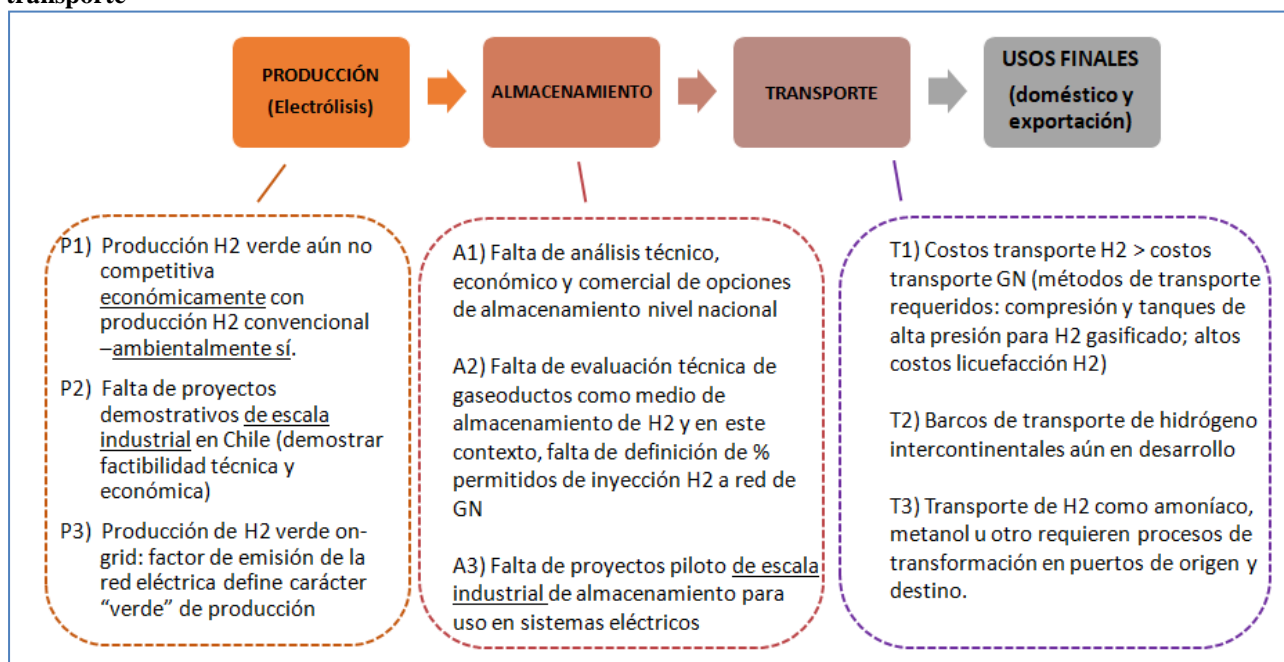 transporte
PRODUCCIÓN
(Electrólisis)
ALMACENAMIENTO
TRANSPORTE
USOS FINALES
(doméstico y
exportación)
P1) Producción H2 verde aún no
competitiva
económicamente con
producción H2 convencional
–ambientalmente sí.
P2) Falta de proyectos
demostrativos de escala
industrial en Chile (demostrar
factibilidad técnica y
económica)
P3) Producción de H2 verde on-
grid: factor de emisión de la
red eléctrica define carácter
“verde” de producción
A1) Falta de análisis técnico,
económico y comercial de opciones
de almacenamiento nivel nacional
A2) Falta de evaluación técnica de
gaseoductos como medio de
almacenamiento de H2 y en este
contexto, falta de definición de %
permitidos de inyección H2 a red de
GN
A3) Falta de proyectos piloto de escala
industrial de almacenamiento para
uso en sistemas eléctricos
T1) Costos transporte H2 > costos
transporte GN (métodos de transporte
requeridos: compresión y tanques de
alta presión para H2 gasificado; altos
costos licuefacción H2)
T2) Barcos de transporte de hidrógeno
intercontinentales aún en desarrollo
T3) Transporte de H2 como amoníaco,
metanol u otro requieren procesos de
transformación en puertos de origen y
destino.